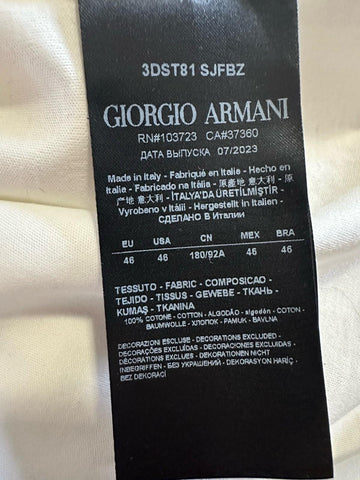 3DST81 SJFBZ
GIORGIO ARMANI
RN#103723 CA#37360
ДАТА ВЫПУСКА 07/2023
Made in Italy - Fabriqué en Italie - Hecho en
Italia - Fabricado na Itália - 原產地 意大利 - 原
产地 意大利 - İTALYA'DA ÜRETİLMİŞTİR -
Vyrobeno v Itálii - Hergestellt in Italien -
СДЕЛАНО В Италии
EU USA CN MEX BRA
46 46 180/92A 46 46
TESSUTO - FABRIC - COMPOSICAO -
TEJIDO - TISSUS - GEWEBE - ТКАНЬ -
KUMAŞ - TKANINA
100% COTONE - COTTON - ALGODÃO - algodón - COTON -
BAUMWOLLE - ХЛОПОК - PAMUK - BAVLNA
DECORAZIONI ESCLUSE - DECORATIONS EXCLUDED -
DECORAÇÕES EXCLUÍDAS - DECORACIONES EXCLUIDAS -
DÉCORATIONS EXCLUES - DEKORATIONEN NICHT
INBEGRIFFEN - БЕЗ УКРАШЕНИЙ - DEKORASYON HARİÇ -
BEZ DEKORACÍ